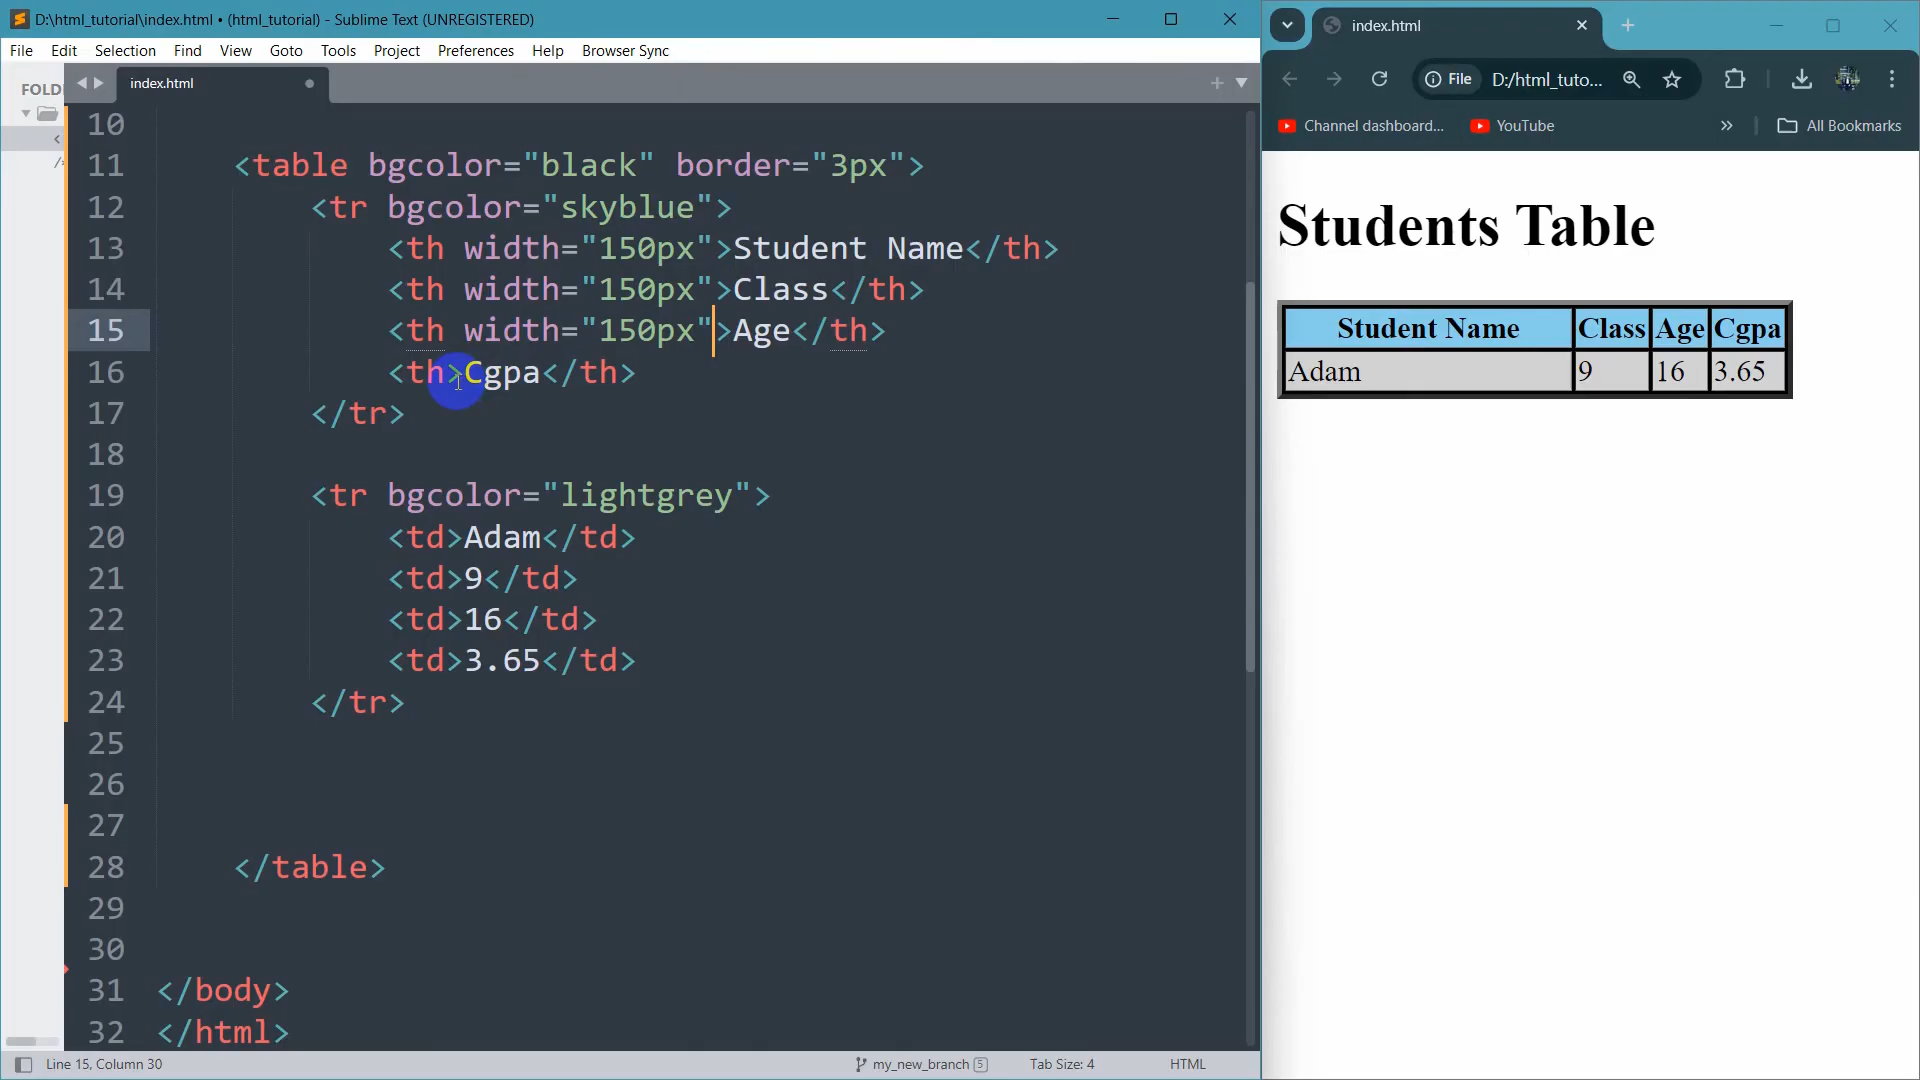 D:\html_tutorial\index.html • (html_tutorial) - Sublime Text (UNREGISTERED)
File Edit Selection Find View Goto Tools Project Preferences Help Browser Sync
FOLD
index.html
10
11 <table bgcolor="black" border="3px">
12 <tr bgcolor="skyblue">
13 <th width="150px">Student Name</th>
14 <th width="150px">Class</th>
15 <th width="150px">Age</th>
16 <th>Cgpa</th>
17 </tr>
18
19 <tr bgcolor="lightgrey">
20 <td>Adam</td>
21 <td>9</td>
22 <td>16</td>
23 <td>3.65</td>
24 </tr>
25
26
27
28 </table>
29
30
31 </body>
32 </html>
Line 15, Column 30 my_new_branch 5 Tab Size: 4 HTML
index.html
File D:/html_tuto...
Channel dashboard... YouTube » All Bookmarks
Students Table
Student Name Class Age Cgpa
Adam 9 16 3.65